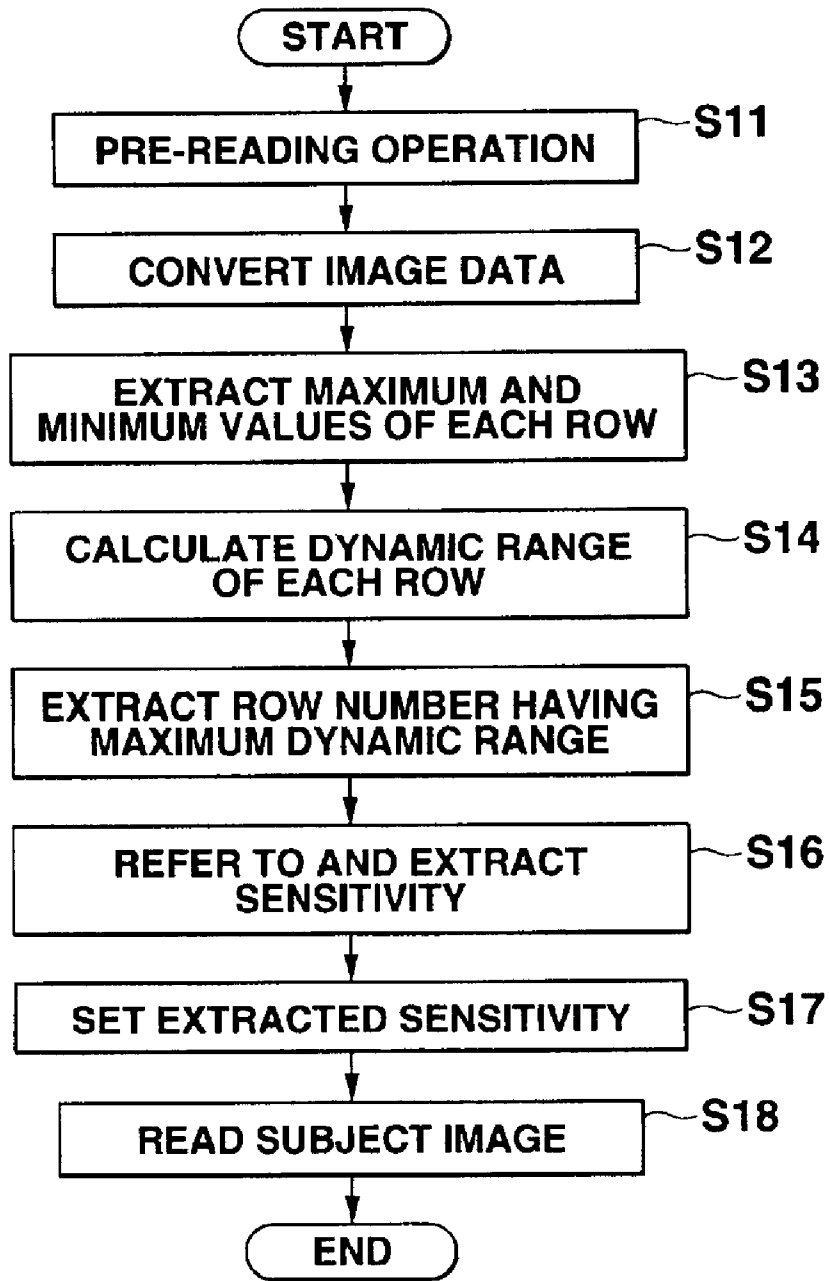 START
PRE-READING OPERATION
S11
CONVERT IMAGE DATA
S12
EXTRACT MAXIMUM AND
MINIMUM VALUES OF EACH ROW
S13
CALCULATE DYNAMIC RANGE
OF EACH ROW
S14
EXTRACT ROW NUMBER HAVING
MAXIMUM DYNAMIC RANGE
S15
REFER TO AND EXTRACT
SENSITIVITY
S16
SET EXTRACTED SENSITIVITY
S17
READ SUBJECT IMAGE
S18
END